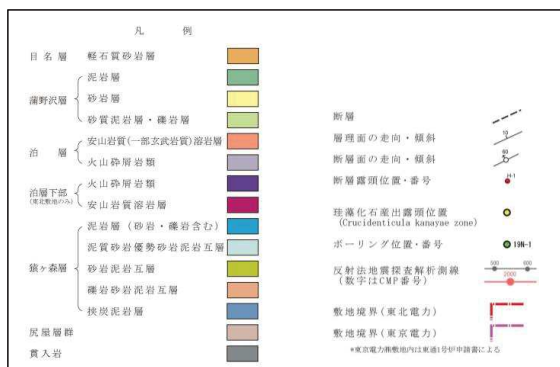 凡 例
目名層 軽石質砂岩層
蒲野沢層
泥岩層
砂岩層
砂質泥岩層・礫岩層
泊層
安山岩質(一部玄武岩質)溶岩層
火山砕屑岩類
泊層下部
(東北敷地のみ)
火山砕屑岩類
安山岩質溶岩層
猿ヶ森層
泥岩層(砂岩・礫岩含む)
泥質砂岩優勢砂岩泥岩互層
砂岩泥岩互層
礫岩砂岩泥岩互層
挟炭泥岩層
尻屋層群
貫入岩
断層
層理面の走向・傾斜 10
断層面の走向・傾斜 60
断層露頭位置・番号 H-1
珪藻化石産出露頭位置
(Crucidenticula kanayae zone)
ボーリング位置・番号 19N-1
反射法地震探査解析測線 500 600
(数字はCMP番号) 2000
敷地境界(東北電力)
敷地境界(東京電力)
*東京電力㈱敷地内は東通1号炉申請書による